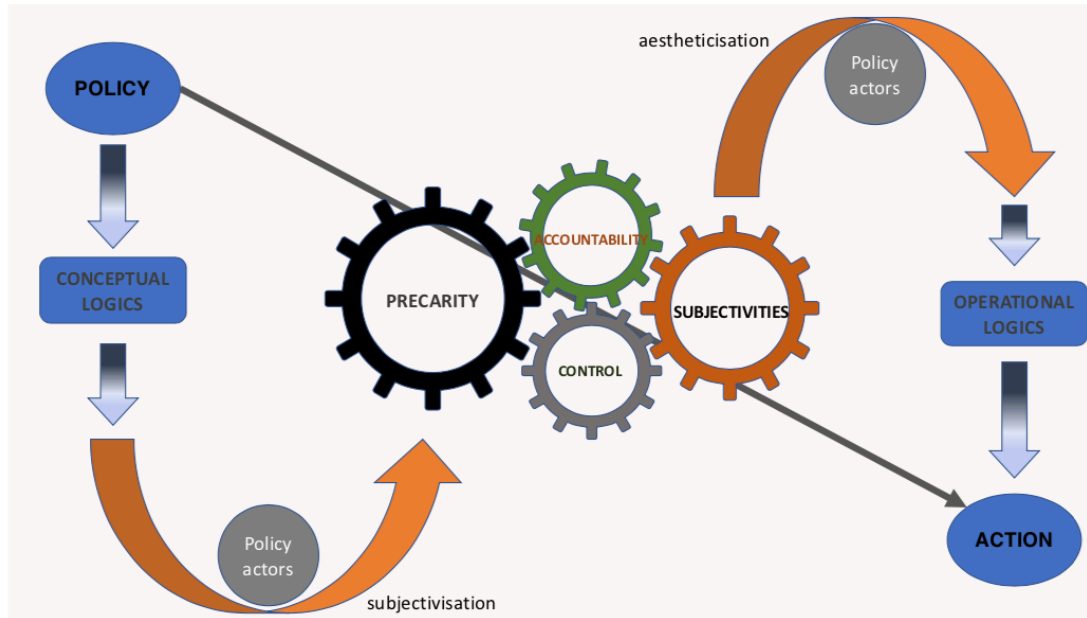 POLICY
CONCEPTUAL
LOGICS
Policy
actors
subjectivisation
PRECARITY
ACCOUNTABILITY
CONTROL
SUBJECTIVITIES
aestheticisation
Policy
actors
OPERATIONAL
LOGICS
ACTION